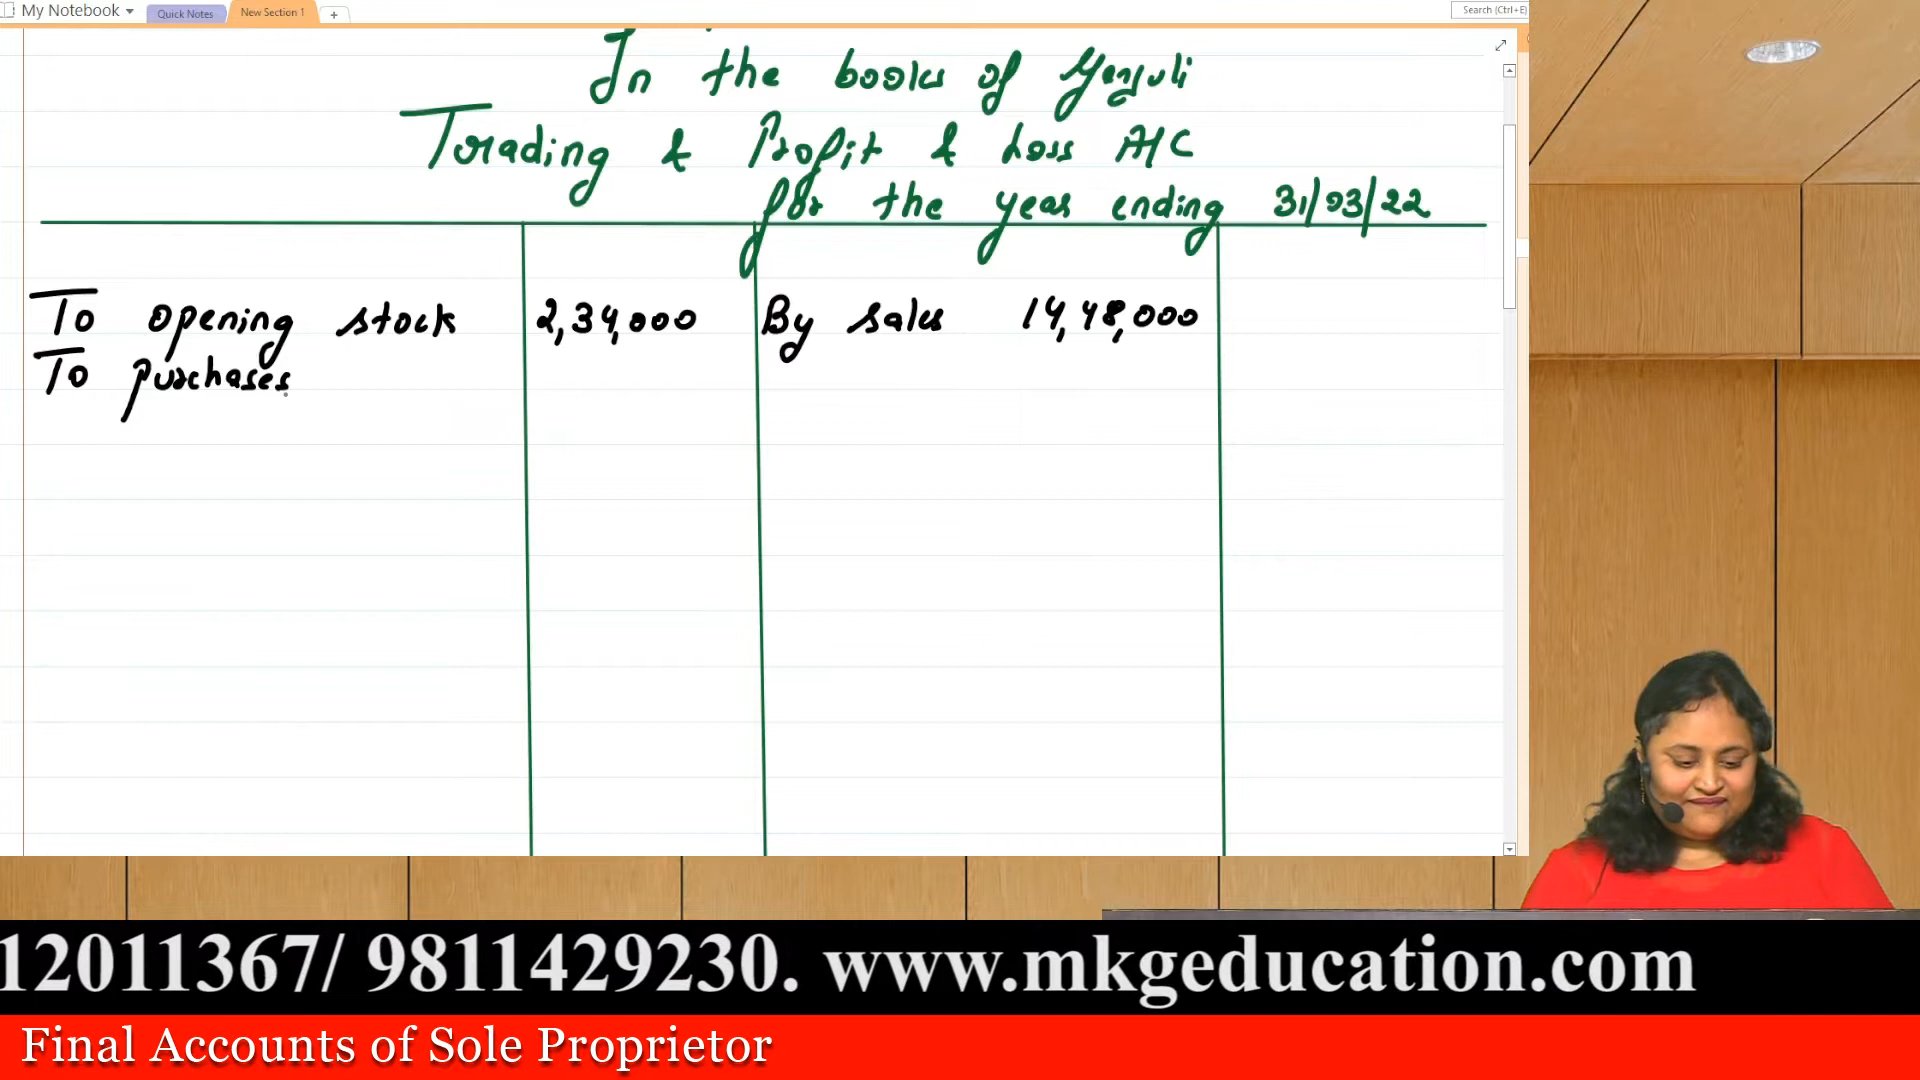 My Notebook
Quick Notes
New Section 1
+
Search (Ctrl+E)
In the books of
Trading & Profit & Loss A/C
for the year ending 31/03/22
To opening stock 2,34,000 By sales 14,48,000
To purchases
12011367/ 9811429230. www.mkgeducation.com
Final Accounts of Sole Proprietor